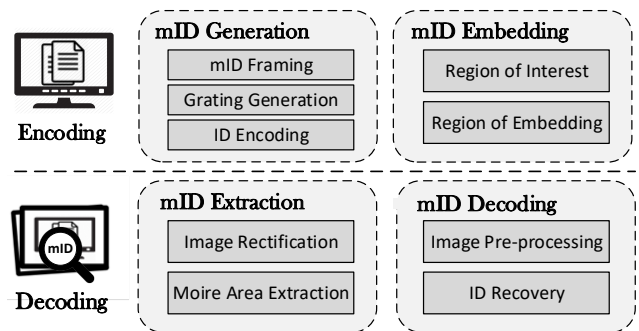 mID Generation
mID Framing
Grating Generation
ID Encoding
mID Embedding
Region of Interest
Region of Embedding
Encoding
mID Extraction
Image Rectification
Moire Area Extraction
mID Decoding
Image Pre-processing
ID Recovery
mID
Decoding